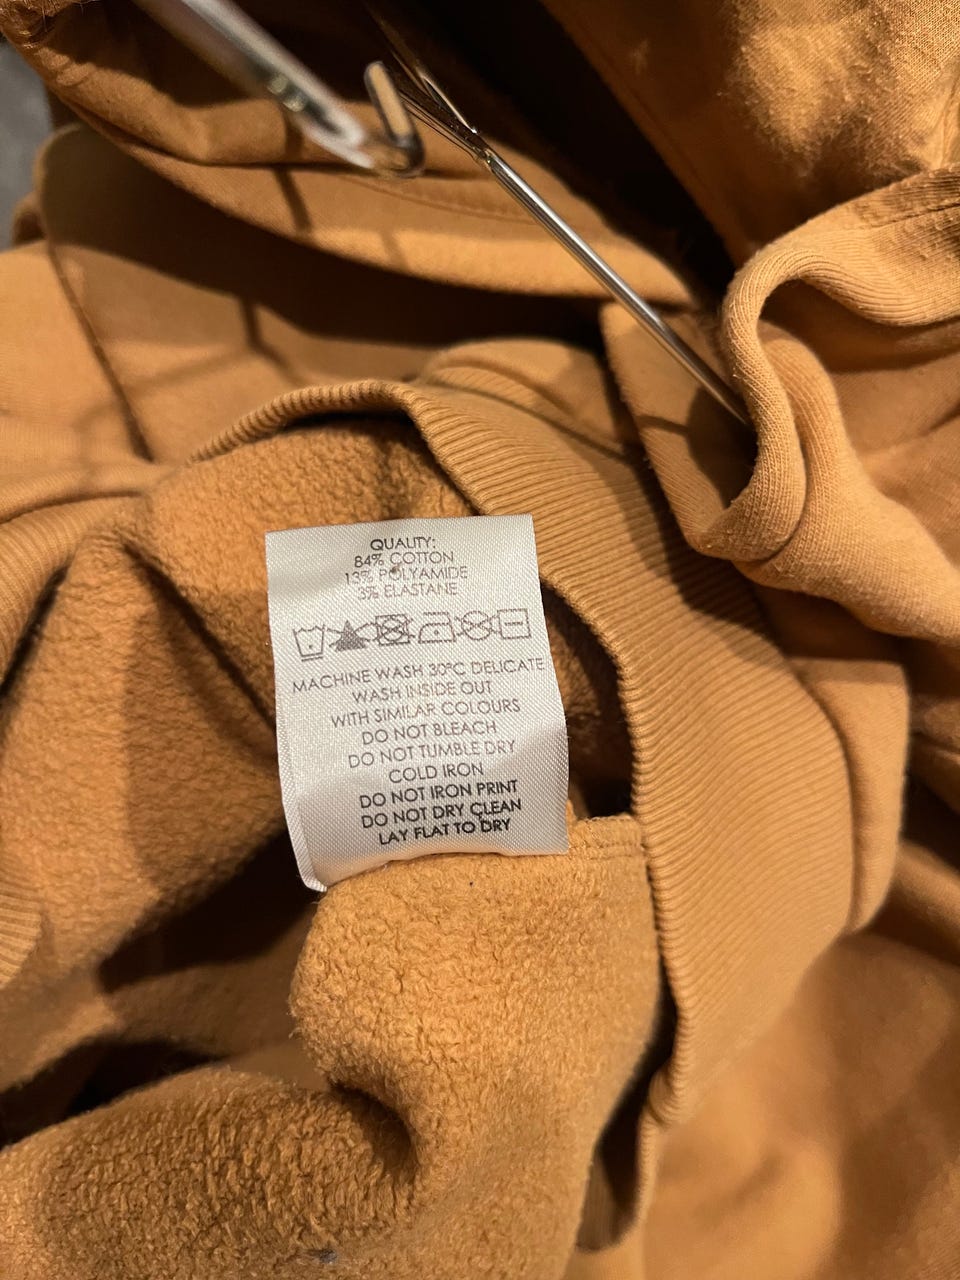 QUALITY:
84% COTTON
13% POLYAMIDE
3% ELASTANE
MACHINE WASH 30°C DELICATE
WASH INSIDE OUT
WITH SIMILAR COLOURS
DO NOT BLEACH
DO NOT TUMBLE DRY
COLD IRON
DO NOT IRON PRINT
DO NOT DRY CLEAN
LAY FLAT TO DRY